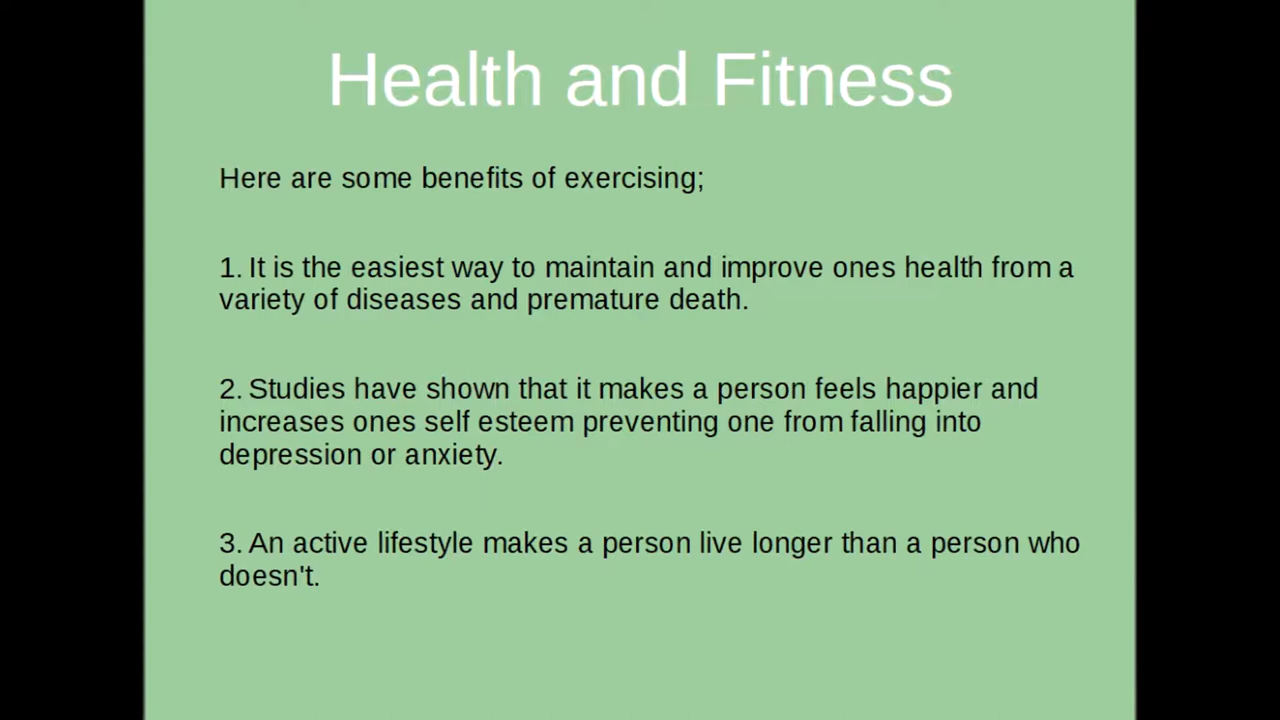 Health and Fitness
Here are some benefits of exercising;
1. It is the easiest way to maintain and improve ones health from a
variety of diseases and premature death.
2. Studies have shown that it makes a person feels happier and
increases ones self esteem preventing one from falling into
depression or anxiety.
3. An active lifestyle makes a person live longer than a person who
doesn't.